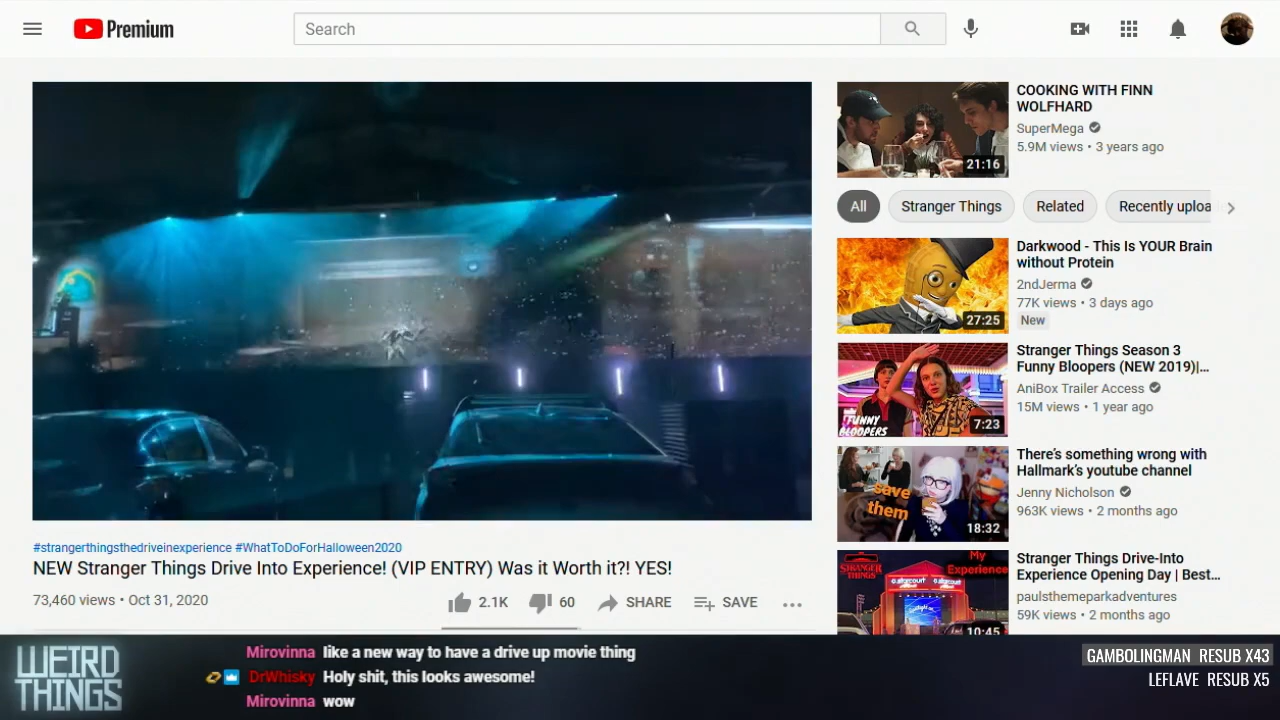 Premium
Search
COOKING WITH FINN
WOLFHARD
SuperMega
5.9M views • 3 years ago
21:16
All
Stranger Things
Related
Recently uploa
Darkwood - This Is YOUR Brain
without Protein
2ndJerma
77K views • 3 days ago
New
27:25
Stranger Things Season 3
Funny Bloopers (NEW 2019)|...
AniBox Trailer Access
15M views • 1 year ago
FUNNY
BLOOPERS
7:23
There's something wrong with
Hallmark's youtube channel
Jenny Nicholson
963K views • 2 months ago
save
them
18:32
Stranger Things Drive-Into
Experience Opening Day | Best...
paulsthemeparkadventures
59K views • 2 months ago
STRANGER
THINGS
My
Experience
starcourt
10:45
#strangerthingsthedriveinexperience #WhatToDoForHalloween2020
NEW Stranger Things Drive Into Experience! (VIP ENTRY) Was it Worth it?! YES!
73,460 views • Oct 31, 2020
2.1K
60
SHARE
SAVE
WEIRD
THINGS
Mirovinna like a new way to have a drive up movie thing
DrWhisky Holy shit, this looks awesome!
Mirovinna wow
GAMBOLINGMAN RESUB X43
LEFLAVE RESUB X5